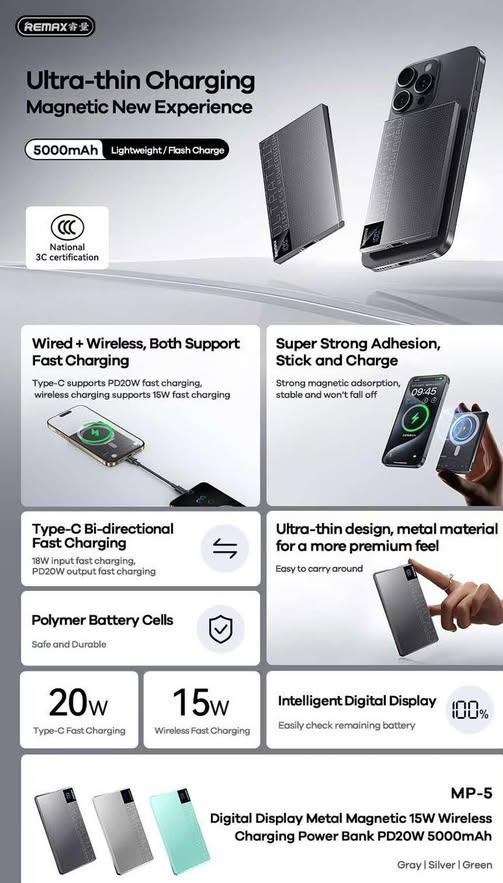 REMAX 睿量
Ultra-thin Charging
Magnetic New Experience
5000mAh Lightweight / Flash Charge
National
3C certification
Wired + Wireless, Both Support
Fast Charging
Type-C supports PD20W fast charging,
wireless charging supports 15W fast charging
Super Strong Adhesion,
Stick and Charge
Strong magnetic adsorption,
stable and won't fall off
09:45
Type-C Bi-directional
Fast Charging
18W input fast charging,
PD20W output fast charging
Ultra-thin design, metal material
for a more premium feel
Easy to carry around
Polymer Battery Cells
Safe and Durable
20W
Type-C Fast Charging
15W
Wireless Fast Charging
Intelligent Digital Display
Easily check remaining battery
100%
MP-5
Digital Display Metal Magnetic 15W Wireless
Charging Power Bank PD20W 5000mAh
Gray | Silver | Green